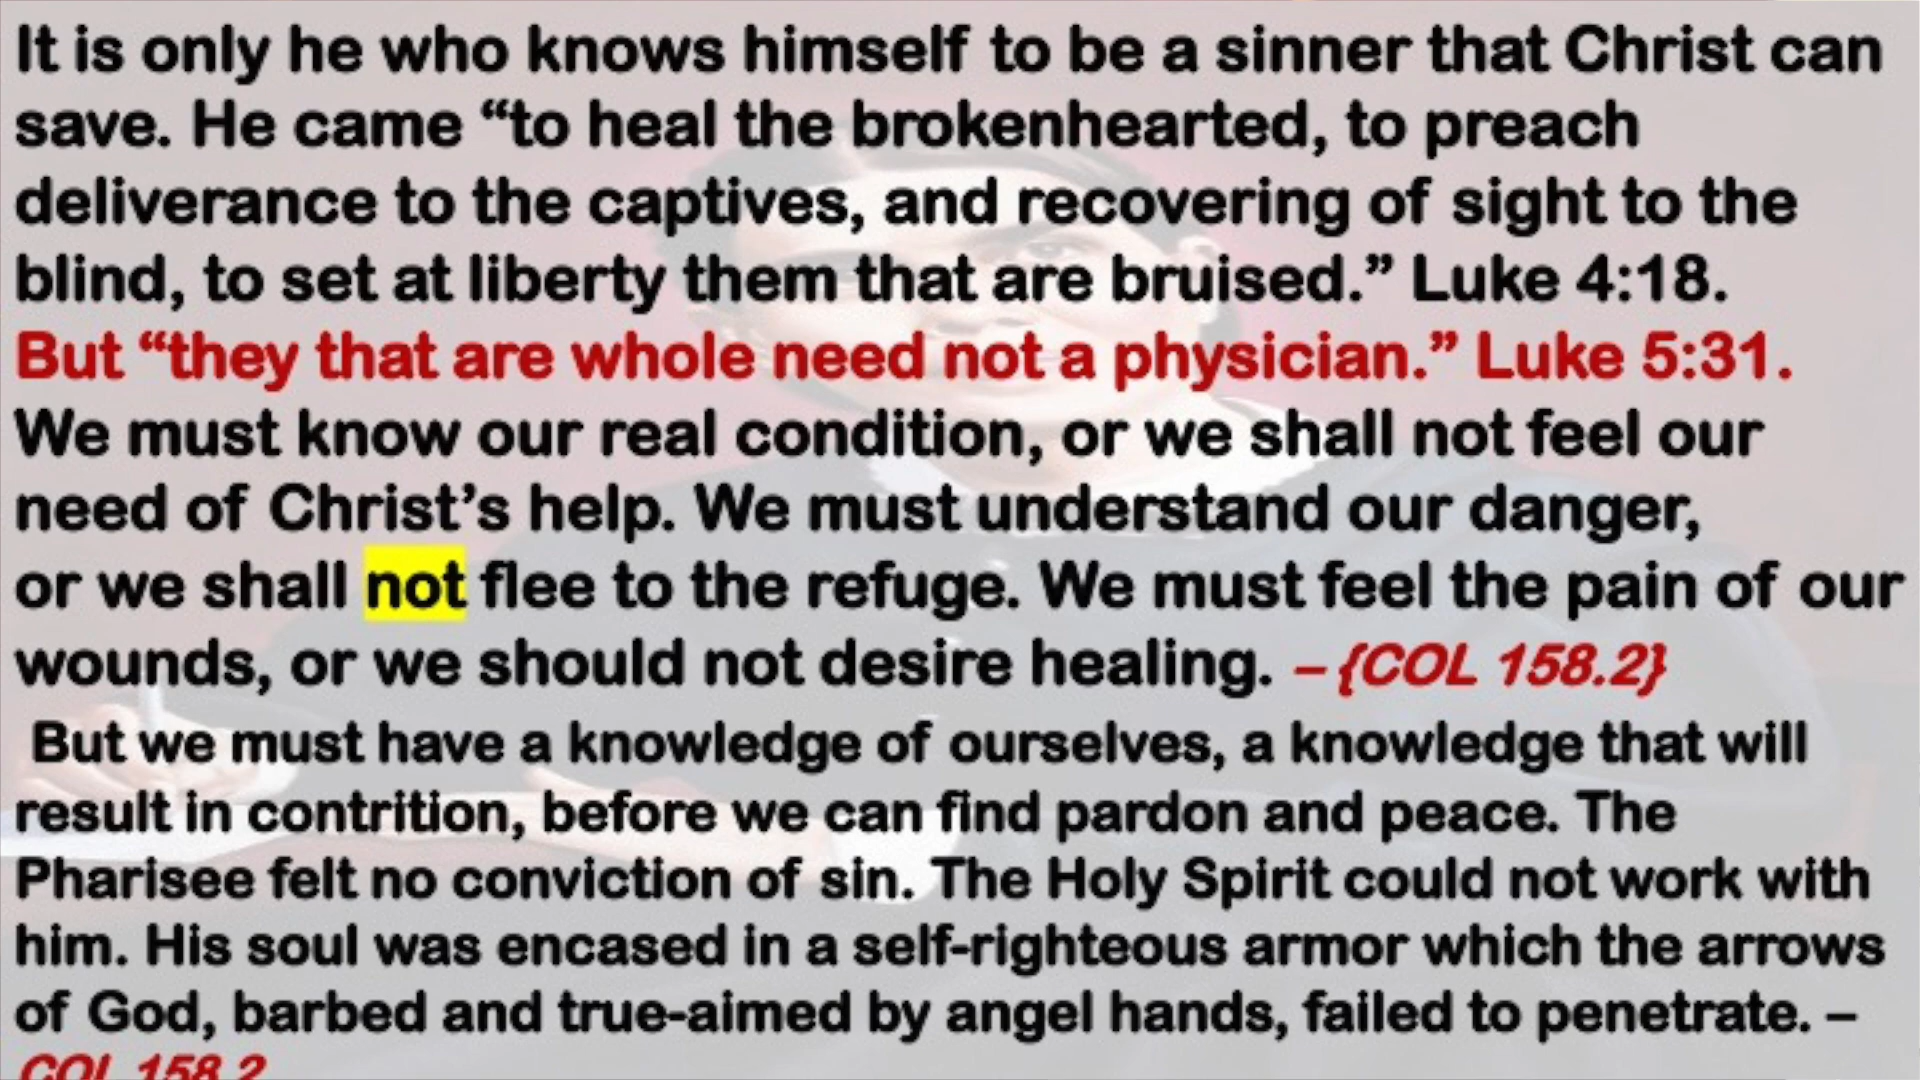 It is only he who knows himself to be a sinner that Christ can
save. He came “to heal the brokenhearted, to preach
deliverance to the captives, and recovering of sight to the
blind, to set at liberty them that are bruised.” Luke 4:18.
But “they that are whole need not a physician.” Luke 5:31.
We must know our real condition, or we shall not feel our
need of Christ’s help. We must understand our danger,
or we shall not flee to the refuge. We must feel the pain of our
wounds, or we should not desire healing. – {COL 158.2}
But we must have a knowledge of ourselves, a knowledge that will
result in contrition, before we can find pardon and peace. The
Pharisee felt no conviction of sin. The Holy Spirit could not work with
him. His soul was encased in a self-righteous armor which the arrows
of God, barbed and true-aimed by angel hands, failed to penetrate. –
COL 158.2